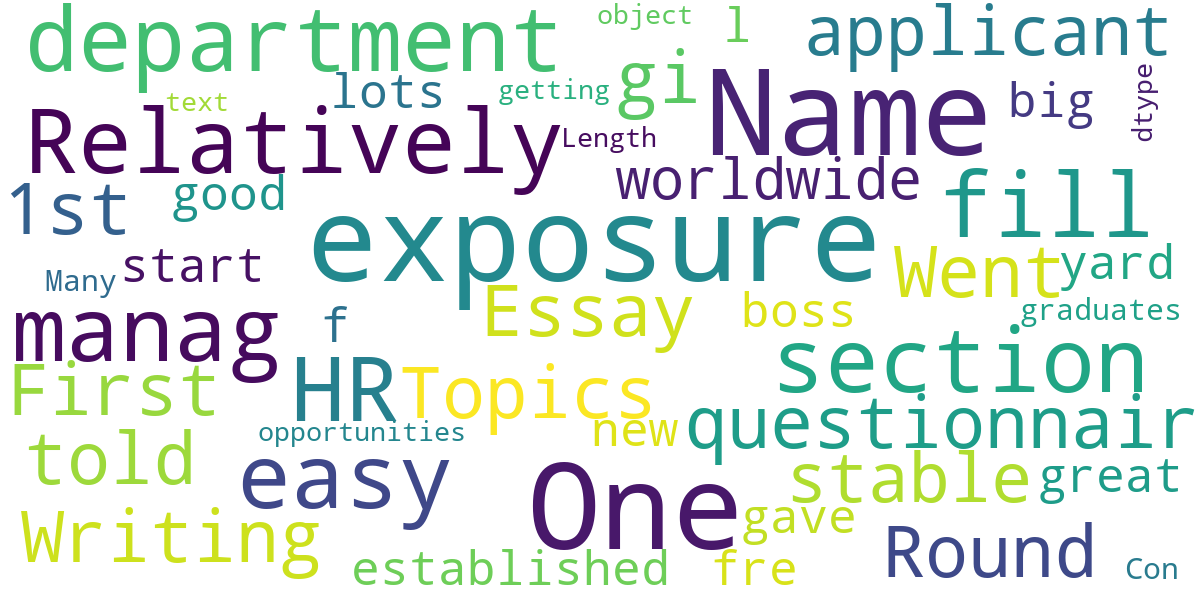 department
object
l
applicant
text
lots
getting
gi
Name
big
dtype
Relatively
Length
worldwide
1st
good
exposure
fill
Many
start
Went
yard
manag
f
Essay
boss
graduates
First
HR
Topics
section
new
questionnair
told
opportunities
easy
One
stable
great
Writing
gave
established
fre
Round
Con